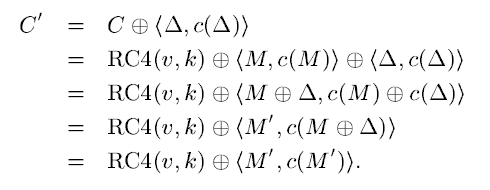 C′ = C ⊕ ⟨Δ, c(Δ)⟩
= RC4(v, k) ⊕ ⟨M, c(M)⟩ ⊕ ⟨Δ, c(Δ)⟩
= RC4(v, k) ⊕ ⟨M ⊕ Δ, c(M) ⊕ c(Δ)⟩
= RC4(v, k) ⊕ ⟨M′, c(M ⊕ Δ)⟩
= RC4(v, k) ⊕ ⟨M′, c(M′)⟩.